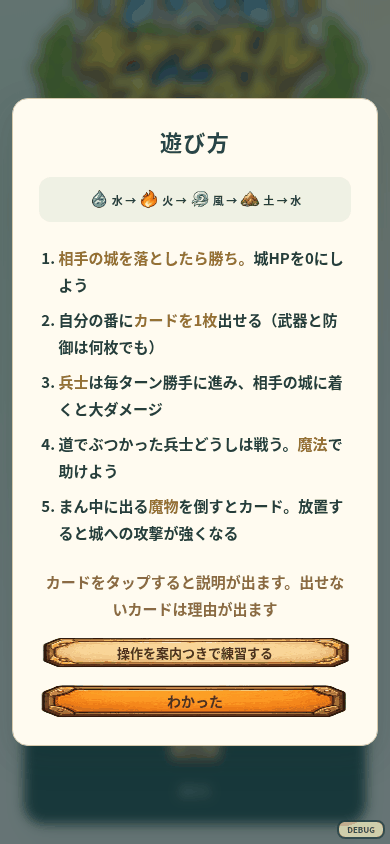 遊び方
水→火→風→土→水
1. 相手の城を落としたら勝ち。城HPを0にし
よう
2. 自分の番にカードを1枚出せる（武器と防
御は何枚でも）
3. 兵士は毎ターン勝手に進み、相手の城に着
くと大ダメージ
4. 道でぶつかった兵士どうしは戦う。魔法で
助けよう
5. まん中に出る魔物を倒すとカード。放置す
ると城への攻撃が強くなる
カードをタップすると説明が出ます。出せな
いカードは理由が出ます
操作を案内つきで練習する
わかった
DEBUG